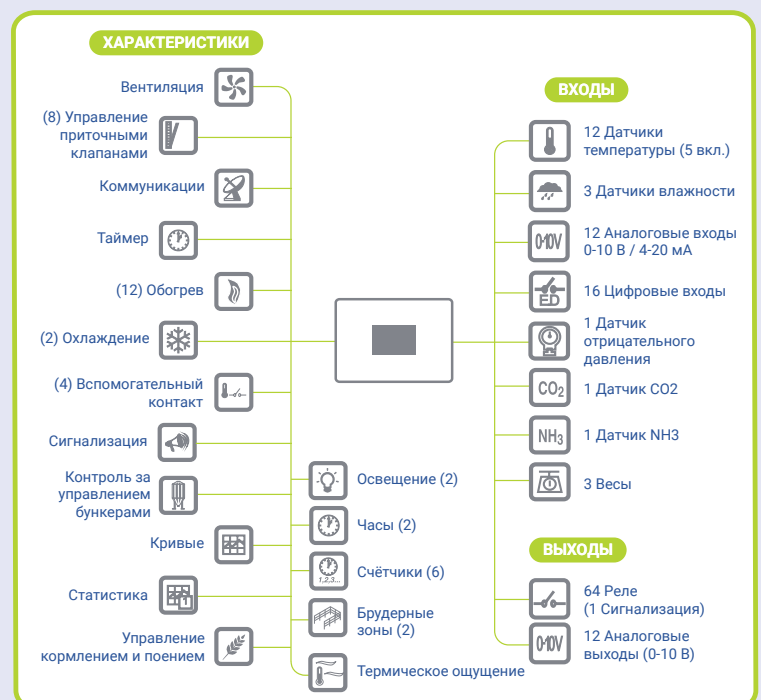 ХАРАКТЕРИСТИКИ
Вентиляция
(8) Управление
приточными
клапанами
Коммуникации
Таймер
(12) Обогрев
(2) Охлаждение
(4) Вспомогательный
контакт
Сигнализация
Контроль за
управлением
бункерами
Кривые
Статистика
1
Управление
кормлением и поением
Освещение (2)
Часы (2)
1,2,3...
Счётчики (6)
Брудерные
зоны (2)
Термическое ощущение
ВХОДЫ
12 Датчики
температуры (5 вкл.)
3 Датчики влажности
0-10V
12 Аналоговые входы
0-10 В / 4-20 мА
ED
16 Цифровые входы
1 Датчик
отрицательного
давления
CO₂
1 Датчик CO2
NH₃
1 Датчик NH3
3 Весы
ВЫХОДЫ
64 Реле
(1 Сигнализация)
0-10V
12 Аналоговые
выходы (0-10 В)